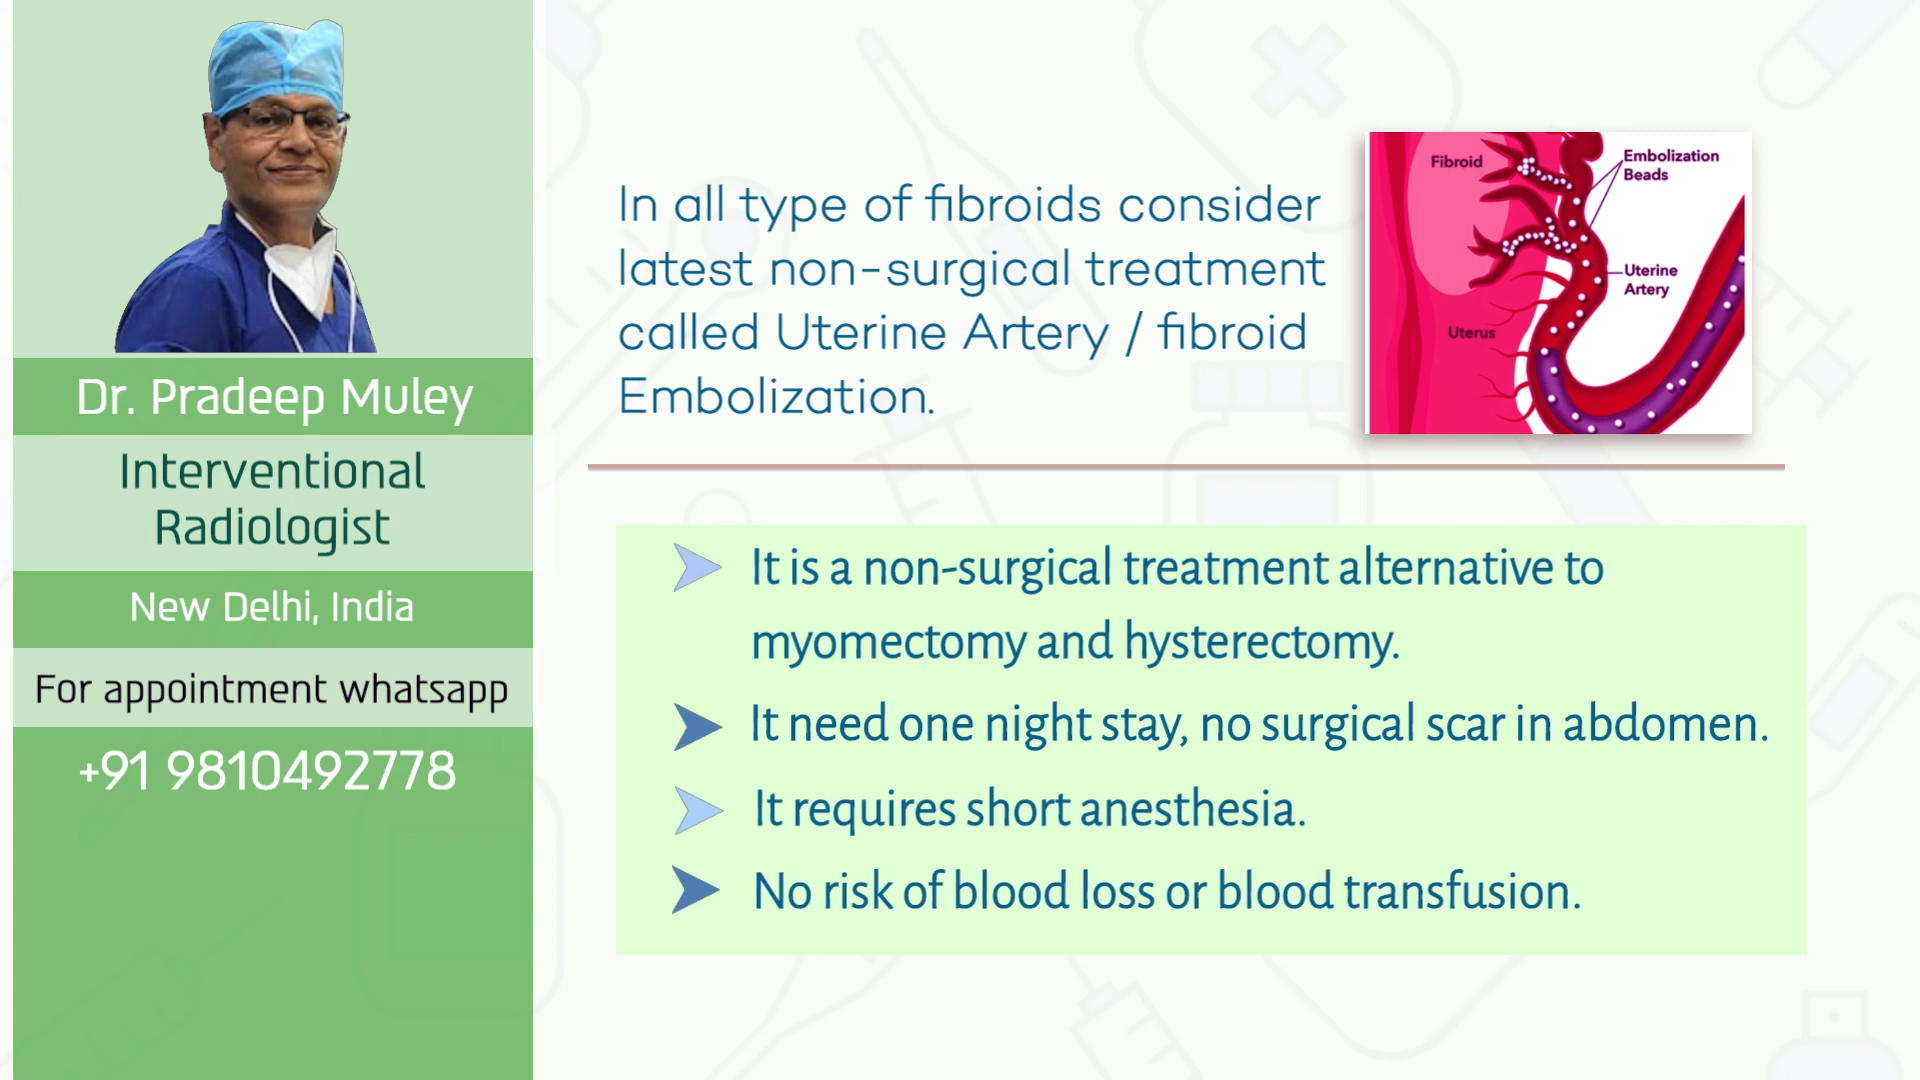 Dr. Pradeep Muley
Interventional
Radiologist
New Delhi, India
For appointment whatsapp
+91 9810492778
In all type of fibroids consider
latest non-surgical treatment
called Uterine Artery / fibroid
Embolization.
Fibroid
Embolization
Beads
Uterine
Artery
Uterus
It is a non-surgical treatment alternative to
myomectomy and hysterectomy.
It need one night stay, no surgical scar in abdomen.
It requires short anesthesia.
No risk of blood loss or blood transfusion.